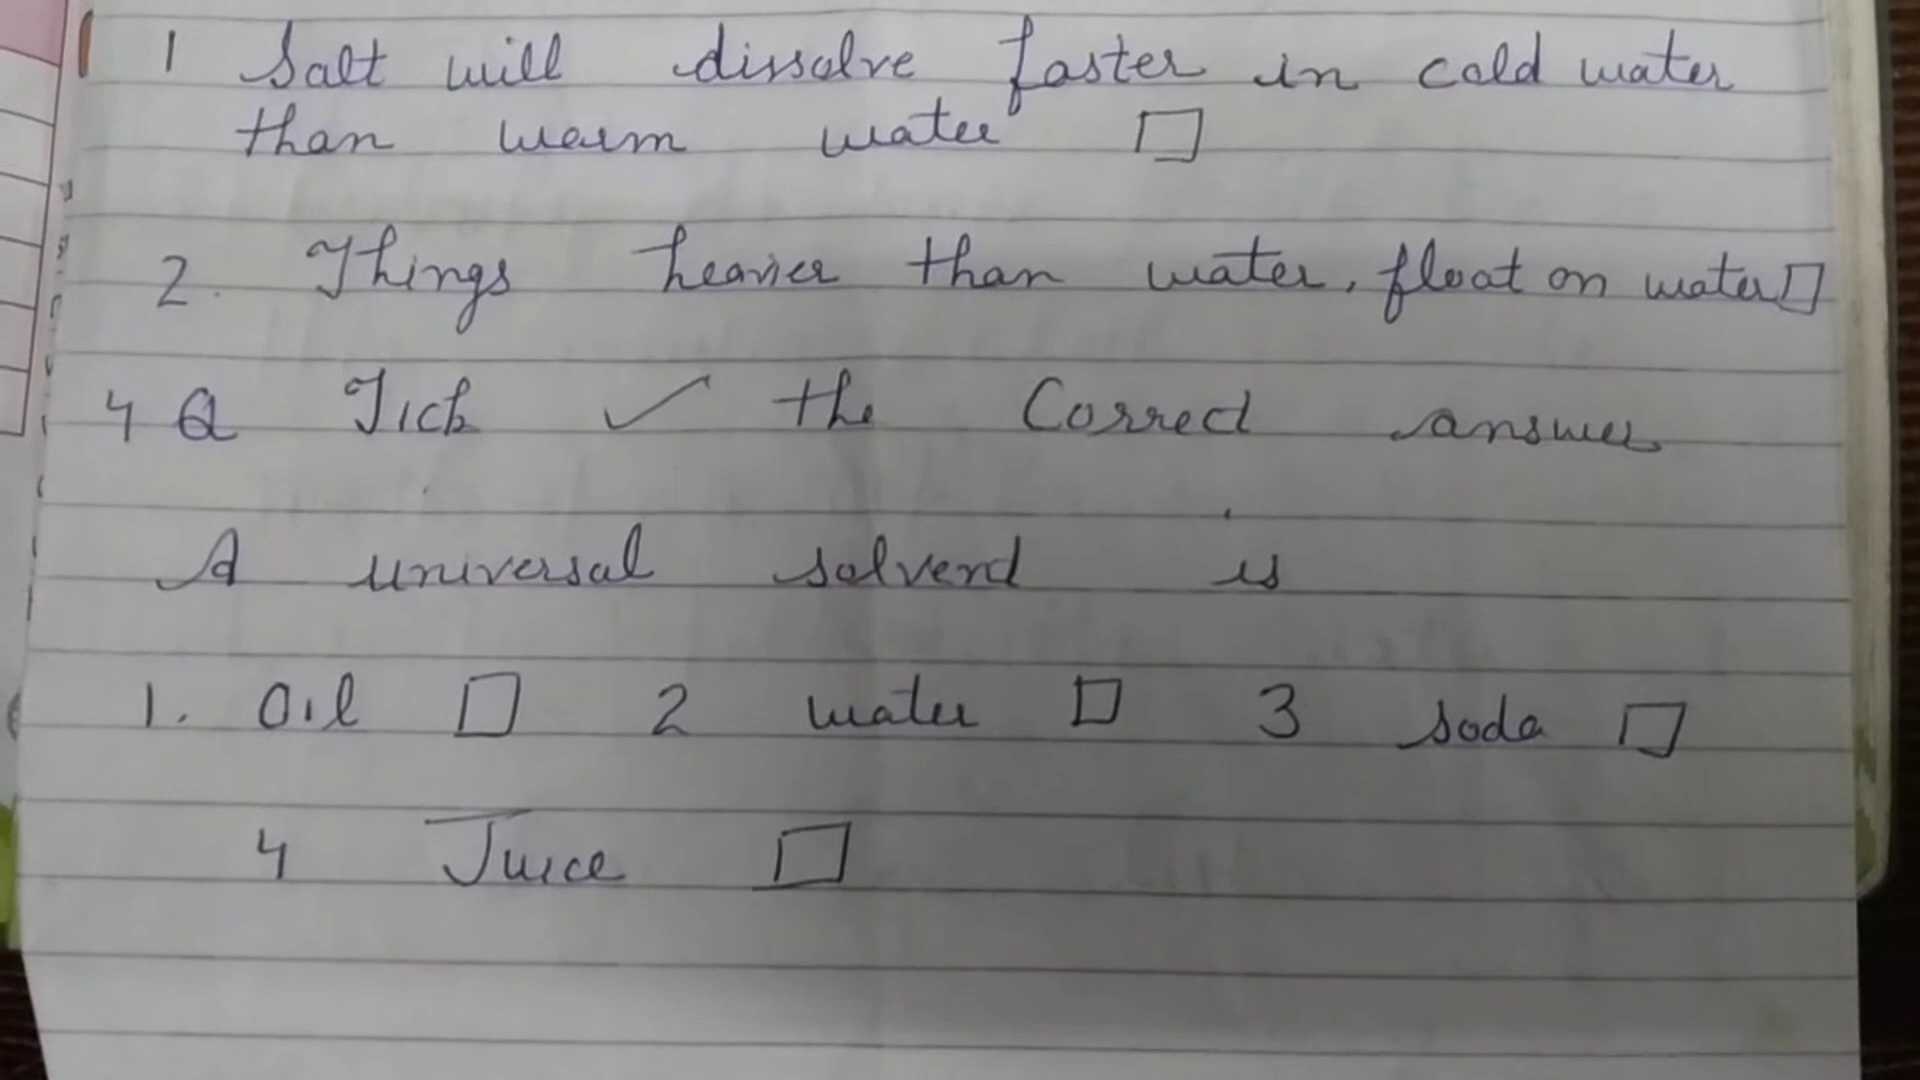 1 Salt will dissolve faster in cold water
than warm water □
2. Things heavier than water, float on water □
4 Q Tick ✓ the Correct answer
A universal solvent is
1. Oil □ 2 water □ 3 soda □
4 Juice □